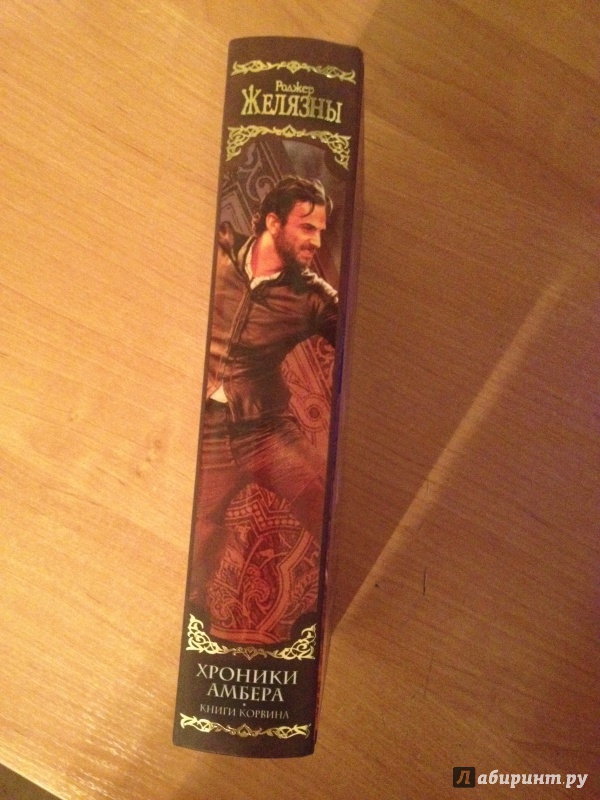 Роджер
ЖЕЛЯЗНЫ
ХРОНИКИ
АМБЕРА
•
КНИГИ КОРВИНА
Лабиринт.ру